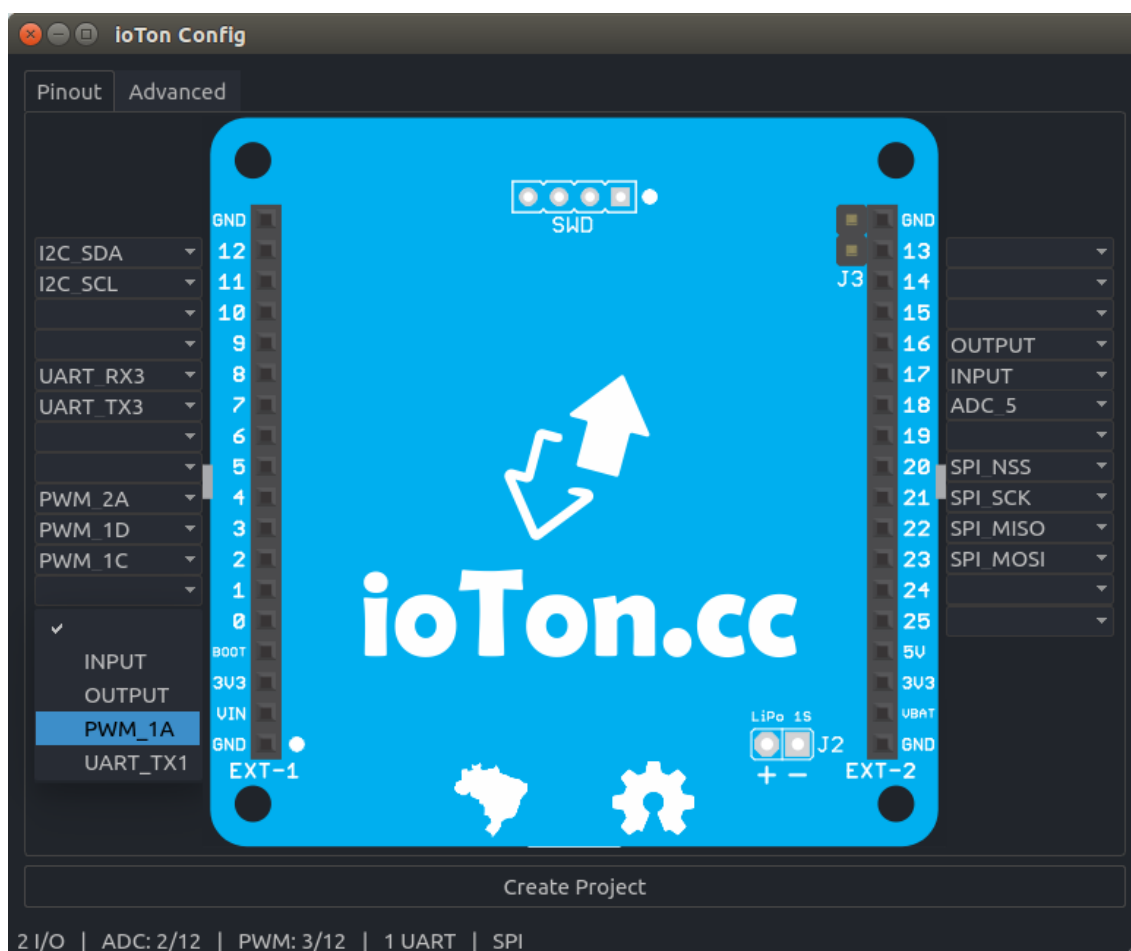 ioTon Config
Pinout Advanced
SWD
GND GND
I2C_SDA 12 13
I2C_SCL 11 J3 14
10 15
9 16 OUTPUT
UART_RX3 8 17 INPUT
UART_TX3 7 18 ADC_5
6 19
5 20 SPI_NSS
PWM_2A 4 21 SPI_SCK
PWM_1D 3 22 SPI_MISO
PWM_1C 2 23 SPI_MOSI
1 24
0 25
ioTon.cc
BOOT 5V
INPUT
3V3 3V3
OUTPUT
VIN LiPo 1S VBAT
PWM_1A
GND J2 GND
UART_TX1
EXT-1 + − EXT-2
Create Project
2 I/O | ADC: 2/12 | PWM: 3/12 | 1 UART | SPI